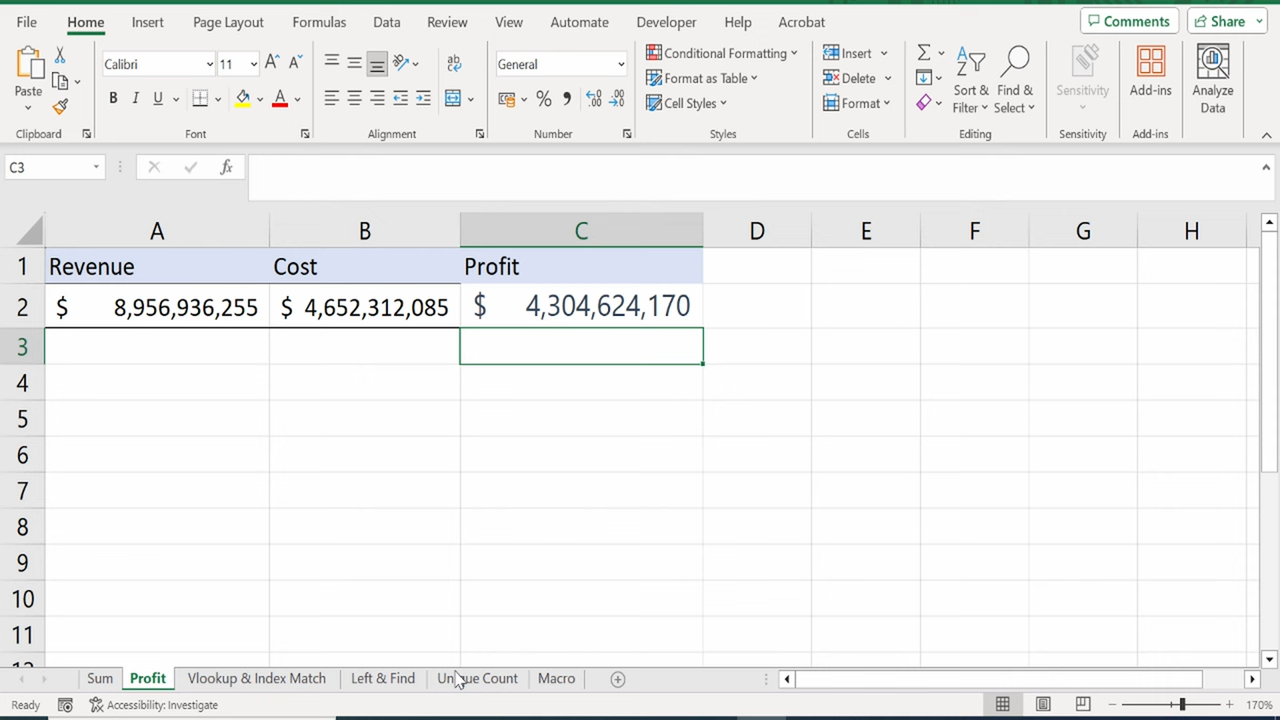 File Home Insert Page Layout Formulas Data Review View Automate Developer Help Acrobat Comments Share
Paste Calibri 11 General Conditional Formatting Insert Sort & Find & Sensitivity Add-ins Analyze
B I U A Format as Table Delete Filter Select Data
Cell Styles Format
Clipboard Font Alignment Number Styles Cells Editing Sensitivity Add-ins
C3 fx
A B C D E F G H
1 Revenue Cost Profit
2 $ 8,956,936,255 $ 4,652,312,085 $ 4,304,624,170
3
4
5
6
7
8
9
10
11
Sum Profit Vlookup & Index Match Left & Find Unique Count Macro
Ready Accessibility: Investigate 170%